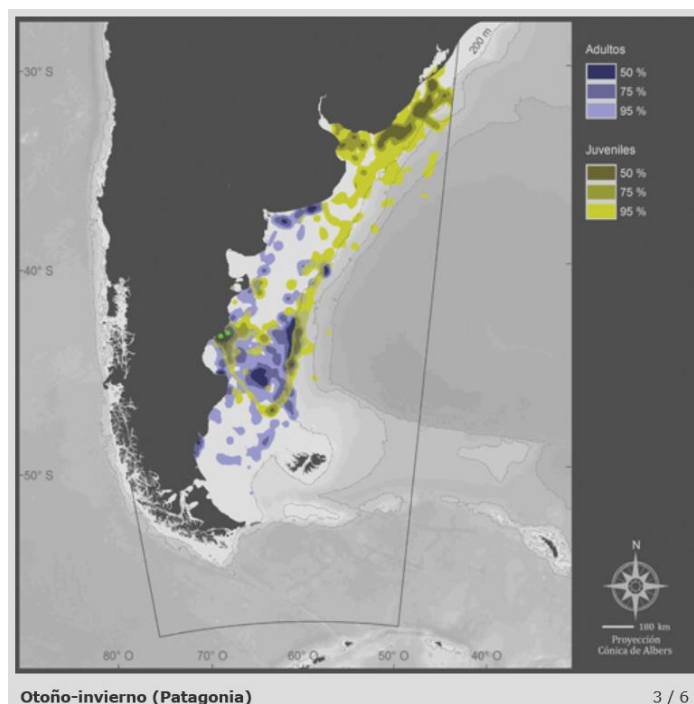 200 m
30° S
40° S
50° S
80° O
70° O
60° O
50° O
40° O
Adultos
50 %
75 %
95 %
Juveniles
50 %
75 %
95 %
N
180 km
Proyección
Cónica de Albers
Otoño-invierno (Patagonia)
3 / 6